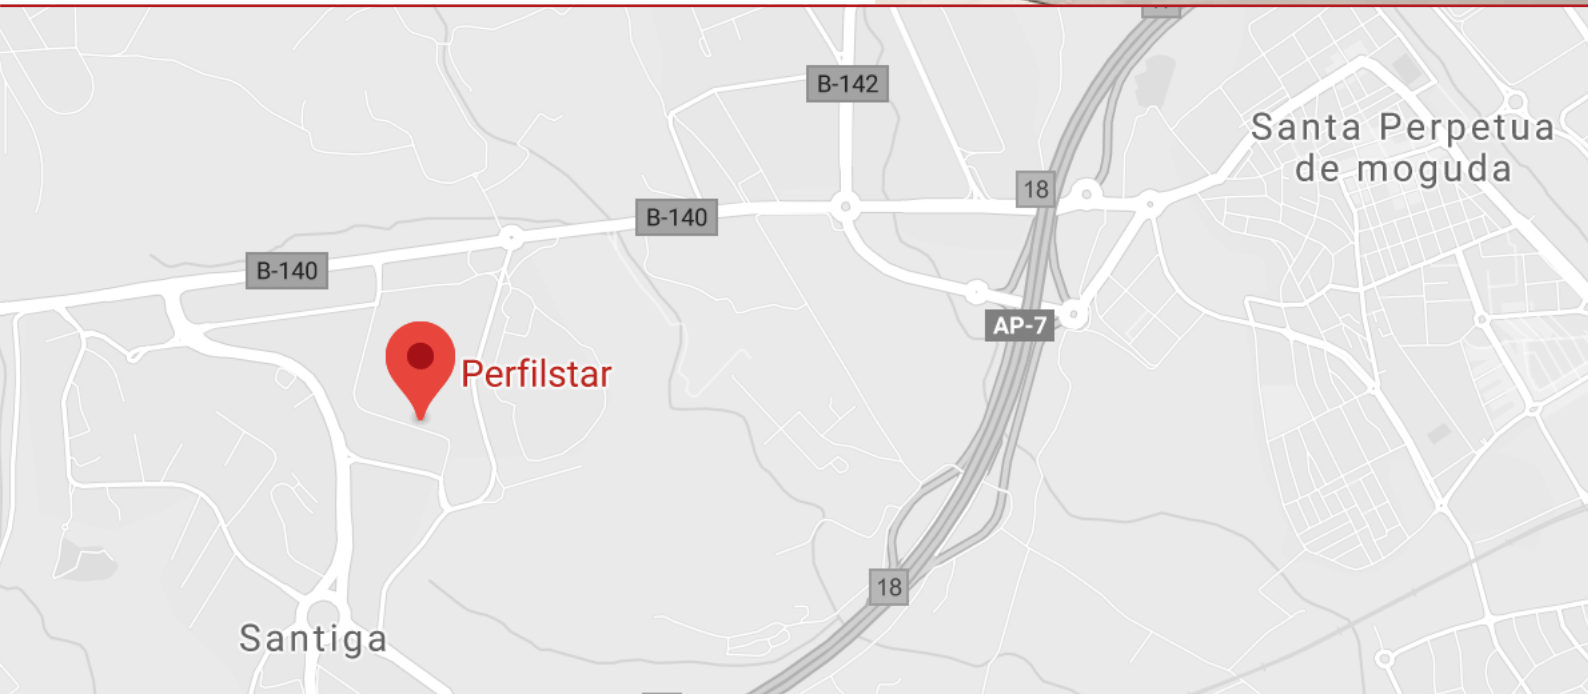 B-142
Santa Perpetua
de moguda
18
B-140
B-140
AP-7
Perfilstar
18
Santiga